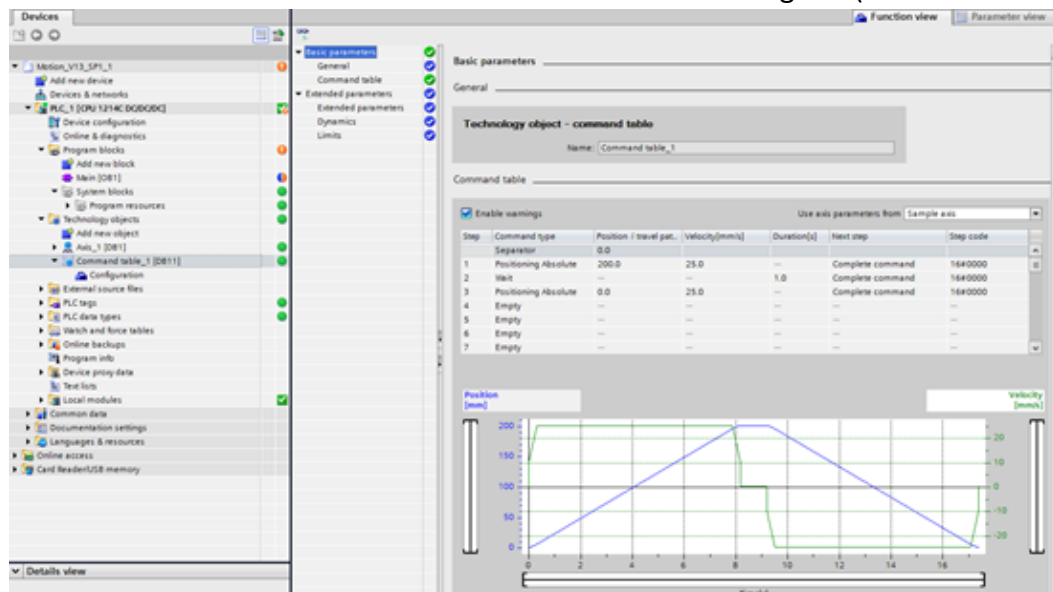 Devices
Function view
Parameter view
Motion_V13_SP1_1
Add new device
Devices & networks
PLC_1 [CPU 1214C DC/DC/DC]
Device configuration
Online & diagnostics
Program blocks
Add new block
Main [OB1]
System blocks
Program resources
Technology objects
Add new object
Axis_1 [DB1]
Command table_1 [DB11]
Configuration
External source files
PLC tags
PLC data types
Watch and force tables
Online backups
Program info
Device proxy data
Text lists
Local modules
Common data
Documentation settings
Languages & resources
Online access
Card Reader/USB memory
Details view
Basic parameters
General
Command table
Extended parameters
Extended parameters
Dynamics
Limits
Basic parameters
General
Technology object - command table
Name: Command table_1
Command table
Enable warnings
Use axis parameters from Sample axis
Step Command type Position / travel pat.. Velocity[mm/s] Duration[s] Next step Step code
Separator 0.0
1 Positioning Absolute 200.0 25.0 ... Complete command 16#0000
2 Wait ... ... 1.0 Complete command 16#0000
3 Positioning Absolute 0.0 25.0 ... Complete command 16#0000
4 Empty ... ... ... ... ...
5 Empty ... ... ... ... ...
6 Empty ... ... ... ... ...
7 Empty ... ... ... ... ...
Position [mm]
Velocity [mm/s]
200
150
100
50
0
20
10
0
-10
-20
0 2 4 6 8 10 12 14 16